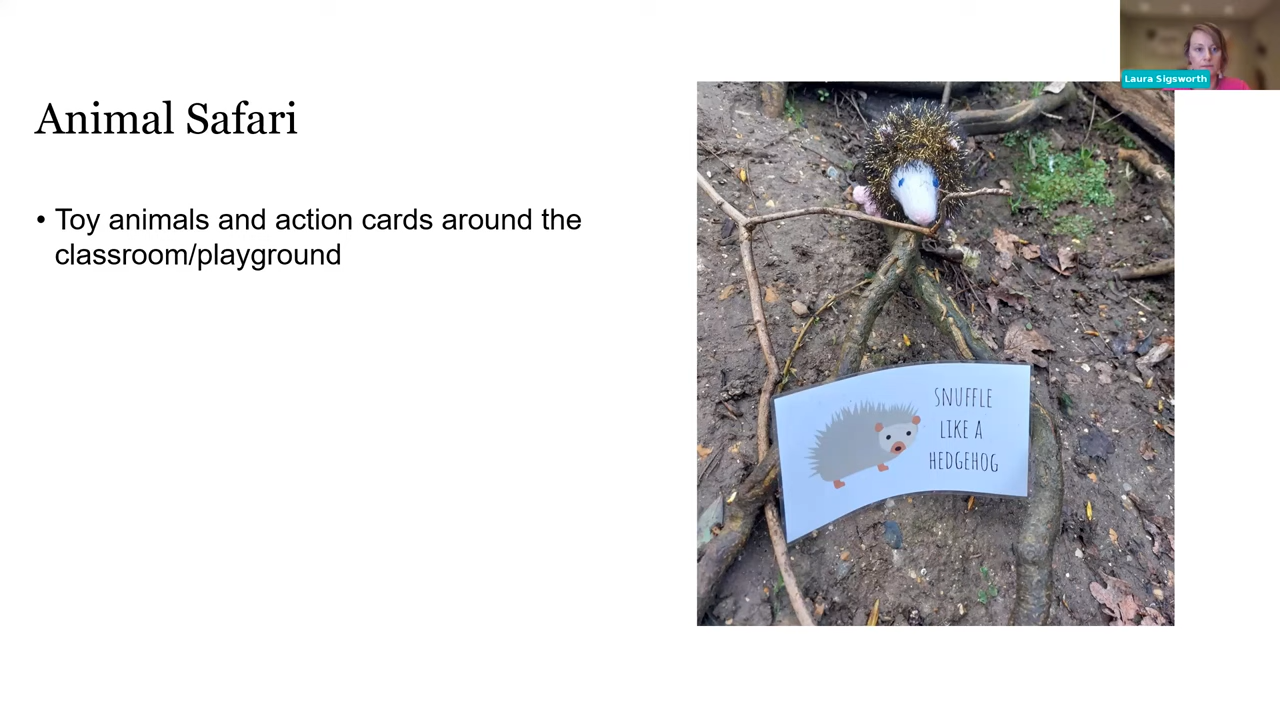 Laura Sigsworth
Animal Safari
• Toy animals and action cards around the
classroom/playground
SNUFFLE
LIKE A
HEDGEHOG